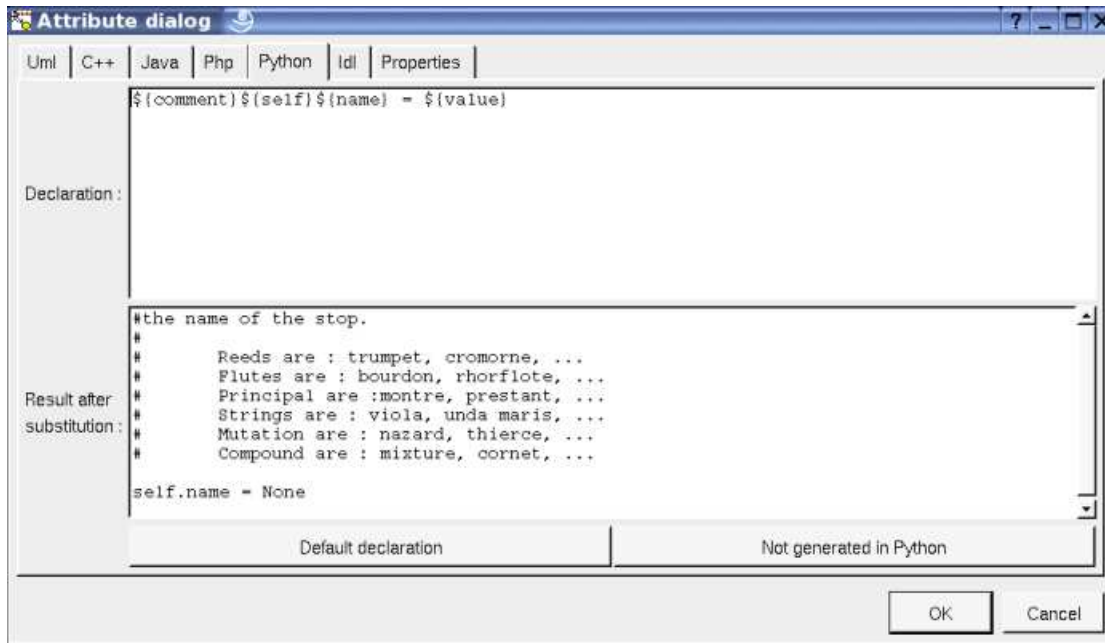 Attribute dialog
Uml C++ Java Php Python Idl Properties
Declaration :
${comment}${self}${name} = ${value}
Result after
substitution :
#the name of the stop.
#
#       Reeds are : trumpet, cromorne, ...
#       Flutes are : bourdon, rhorflote, ...
#       Principal are :montre, prestant, ...
#       Strings are : viola, unda maris, ...
#       Mutation are : nazard, thierce, ...
#       Compound are : mixture, cornet, ...
self.name = None
Default declaration Not generated in Python
OK Cancel